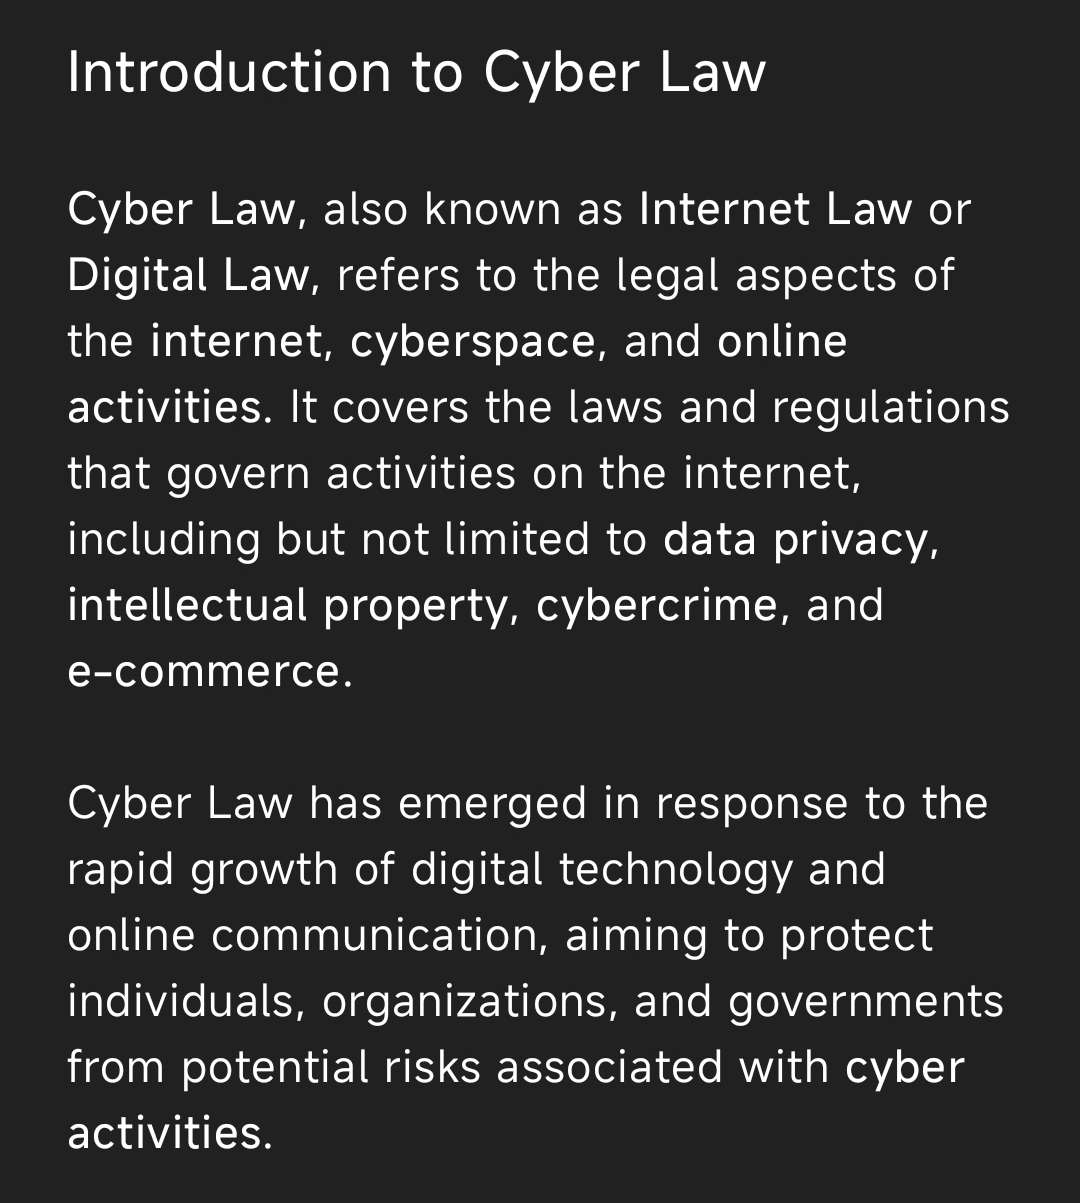 Introduction to Cyber Law
Cyber Law, also known as Internet Law or
Digital Law, refers to the legal aspects of
the internet, cyberspace, and online
activities. It covers the laws and regulations
that govern activities on the internet,
including but not limited to data privacy,
intellectual property, cybercrime, and
e-commerce.
Cyber Law has emerged in response to the
rapid growth of digital technology and
online communication, aiming to protect
individuals, organizations, and governments
from potential risks associated with cyber
activities.